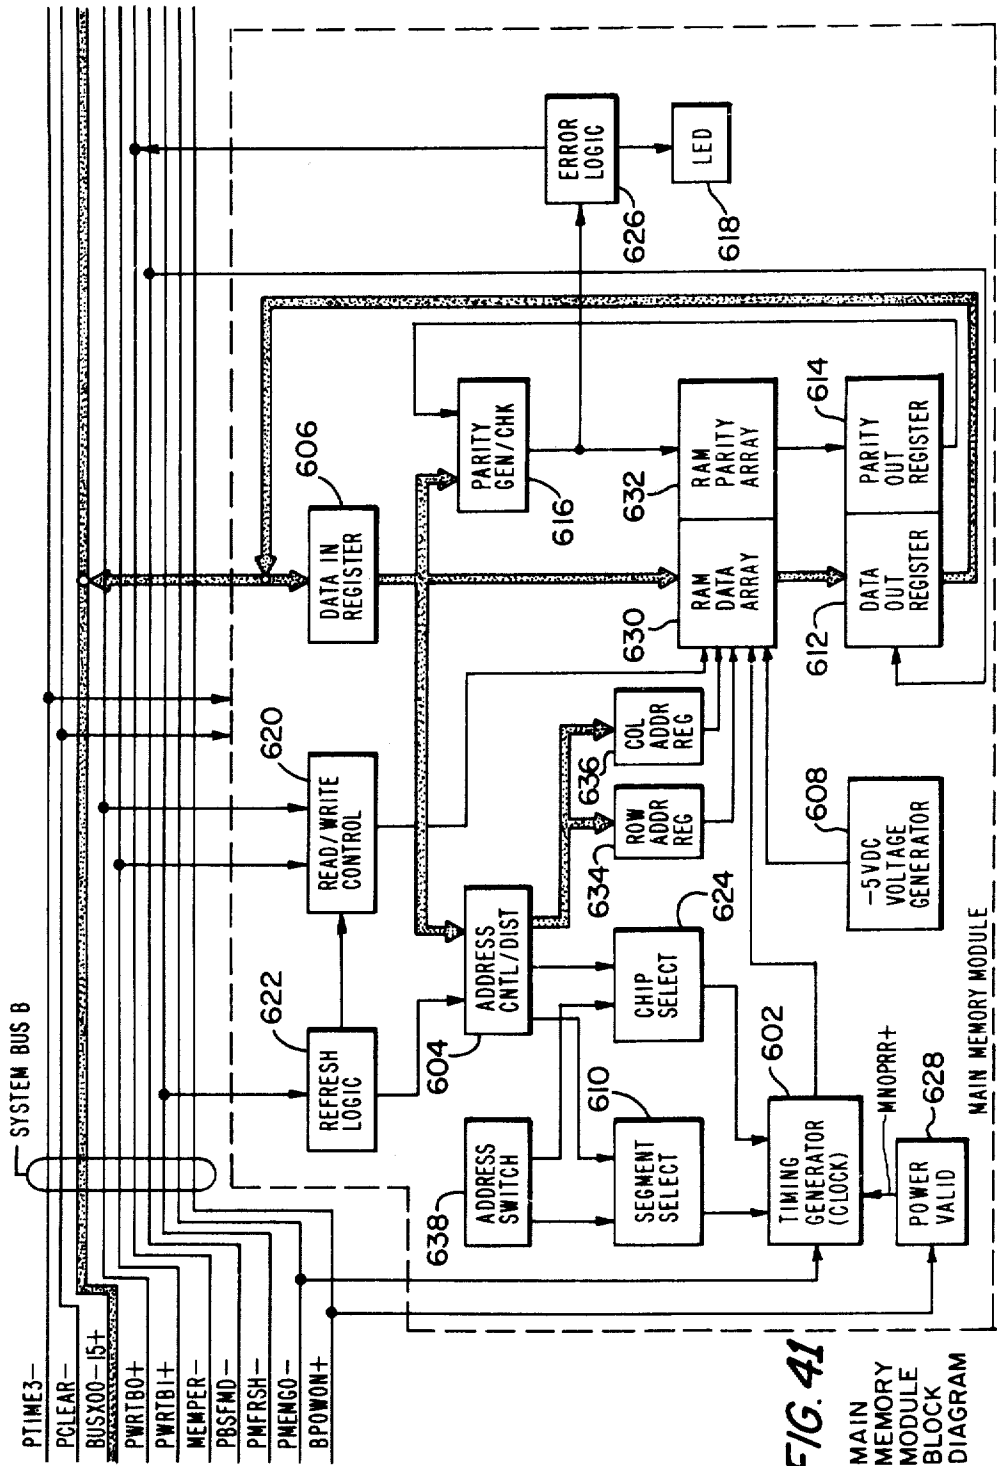 SYSTEM BUS B
PTIME3-
PCLEAR-
BUSX00-15+
PWRTB0+
PWRTB1+
MEMPER-
PBSFMD-
PMFRSH-
PMEMGO-
BPOWON+
622
REFRESH
LOGIC
620
READ/WRITE
CONTROL
606
DATA IN
REGISTER
638
ADDRESS
SWITCH
604
ADDRESS
CNTL/DIST
616
PARITY
GEN/CHK
626
ERROR
LOGIC
618
LED
610
SEGMENT
SELECT
624
CHIP
SELECT
634
ROW
ADDR
REG
636
COL
ADDR
REG
630
RAM
DATA
ARRAY
632
RAM
PARITY
ARRAY
602
TIMING
GENERATOR
(CLOCK)
MNOPRR+
628
POWER
VALID
608
-5VDC
VOLTAGE
GENERATOR
612
DATA
OUT
REGISTER
614
PARITY
OUT
REGISTER
MAIN MEMORY MODULE
FIG. 41
MAIN
MEMORY
MODULE
BLOCK
DIAGRAM